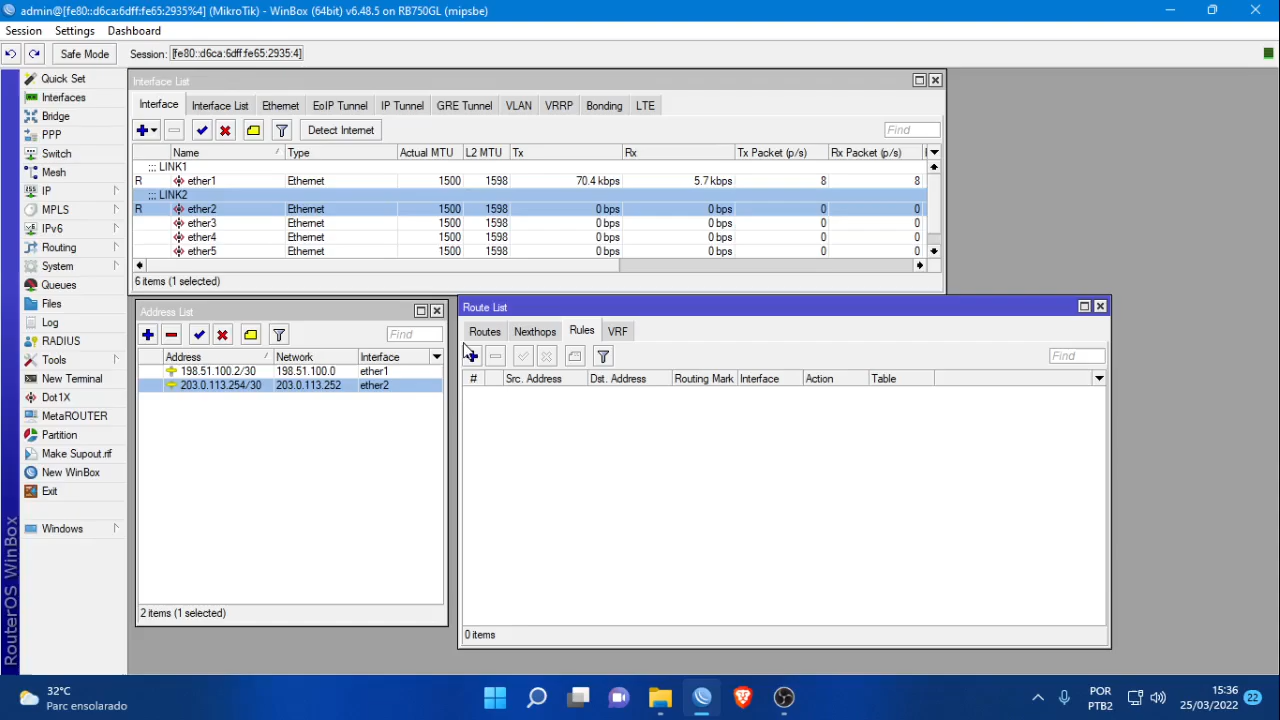 admin@[fe80::d6ca:6dff:fe65:2935%4] (MikroTik) - WinBox (64bit) v6.48.5 on RB750GL (mipsbe)
Session Settings Dashboard
Safe Mode Session: [fe80::d6ca:6dff:fe65:2935:4]
Quick Set
Interfaces
Bridge
PPP
Switch
Mesh
IP
MPLS
IPv6
Routing
System
Queues
Files
Log
RADIUS
Tools
New Terminal
Dot1X
MetaROUTER
Partition
Make Supout.rif
New WinBox
Exit
Windows
RouterOS WinBox
Interface List
Interface Interface List Ethernet EoIP Tunnel IP Tunnel GRE Tunnel VLAN VRRP Bonding LTE
Detect Internet Find
Name Type Actual MTU L2 MTU Tx Rx Tx Packet (p/s) Rx Packet (p/s)
;;; LINK1
R ether1 Ethernet 1500 1598 70.4 kbps 5.7 kbps 8 8
;;; LINK2
R ether2 Ethernet 1500 1598 0 bps 0 bps 0 0
ether3 Ethernet 1500 1598 0 bps 0 bps 0 0
ether4 Ethernet 1500 1598 0 bps 0 bps 0 0
ether5 Ethernet 1500 1598 0 bps 0 bps 0 0
6 items (1 selected)
Address List
Find
Address Network Interface
198.51.100.2/30 198.51.100.0 ether1
203.0.113.254/30 203.0.113.252 ether2
2 items (1 selected)
Route List
Routes Nexthops Rules VRF
Find
# Src. Address Dst. Address Routing Mark Interface Action Table
0 items
32°C
Parc ensolarado
POR
PTB2
15:36
25/03/2022
22